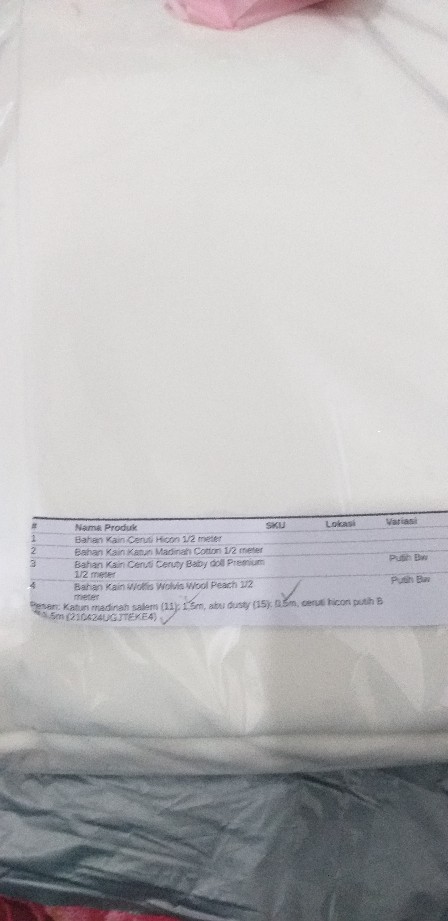 # Nama Produk SKU Lokasi Variasi
1 Bahan Kain Ceruti Hicon 1/2 meter
2 Bahan Kain Katun Madinah Cotton 1/2 meter
3 Bahan Kain Ceruti Ceruty Baby doll Premium Putih Bw
1/2 meter
4 Bahan Kain Wolfis Wolvis Wool Peach 1/2 Putih Bw
meter
Pesan: Katun madinah salem (11): 1.5m, abu dusty (15): 0.5m, ceruti hicon putih B
5m (210424UGJTEKE4)